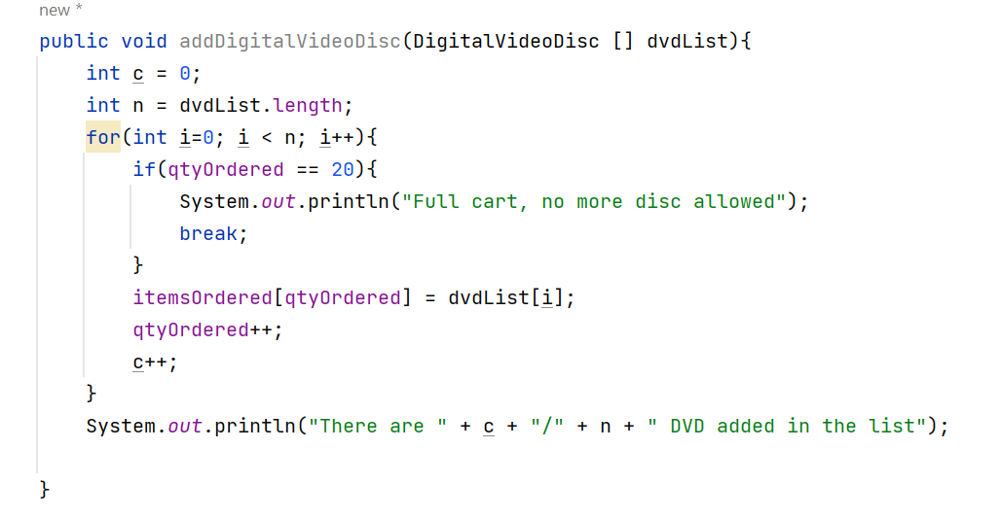 new *
public void addDigitalVideoDisc(DigitalVideoDisc [] dvdList){
    int c = 0;
    int n = dvdList.length;
    for(int i=0; i < n; i++){
        if(qtyOrdered == 20){
            System.out.println("Full cart, no more disc allowed");
            break;
        }
        itemsOrdered[qtyOrdered] = dvdList[i];
        qtyOrdered++;
        c++;
    }
    System.out.println("There are " + c + "/" + n + " DVD added in the list");
}